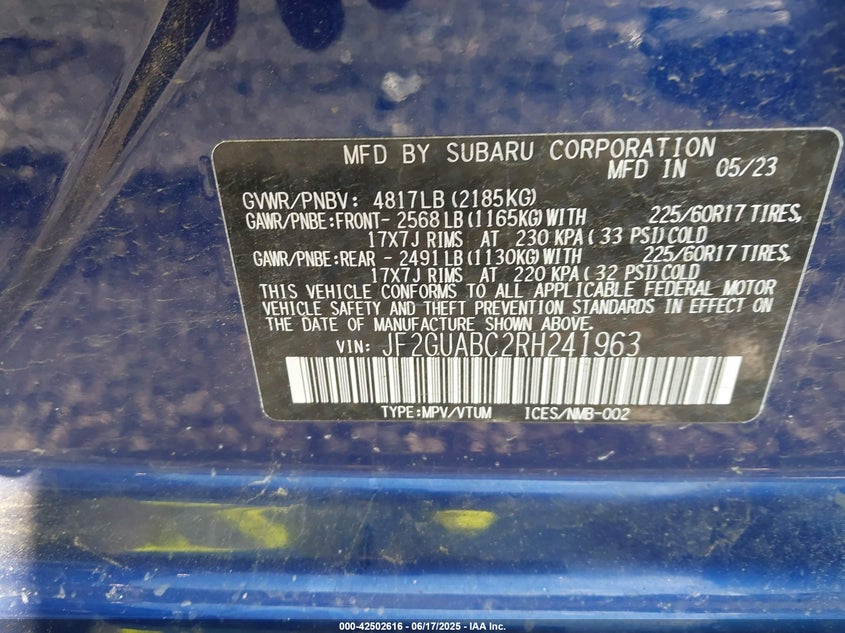 MFD BY SUBARU CORPORATION
MFD IN 05/23
GVWR/PNBV: 4817LB (2185KG)
GAWR/PNBE:FRONT- 2568LB (1165KG) WITH 225/60R17 TIRES,
17X7J RIMS AT 230 KPA ( 33 PSI) COLD
GAWR/PNBE:REAR - 2491LB (1130KG) WITH 225/60R17 TIRES,
17X7J RIMS AT 220 KPA ( 32 PSI) COLD
THIS VEHICLE CONFORMS TO ALL APPLICABLE FEDERAL MOTOR
VEHICLE SAFETY AND THEFT PREVENTION STANDARDS IN EFFECT ON
THE DATE OF MANUFACTURE SHOWN ABOVE.
VIN: JF2GUABC2RH241963
TYPE:MPV/VTUM ICES/NMB-002
000-42502616 - 06/17/2025 - IAA Inc.